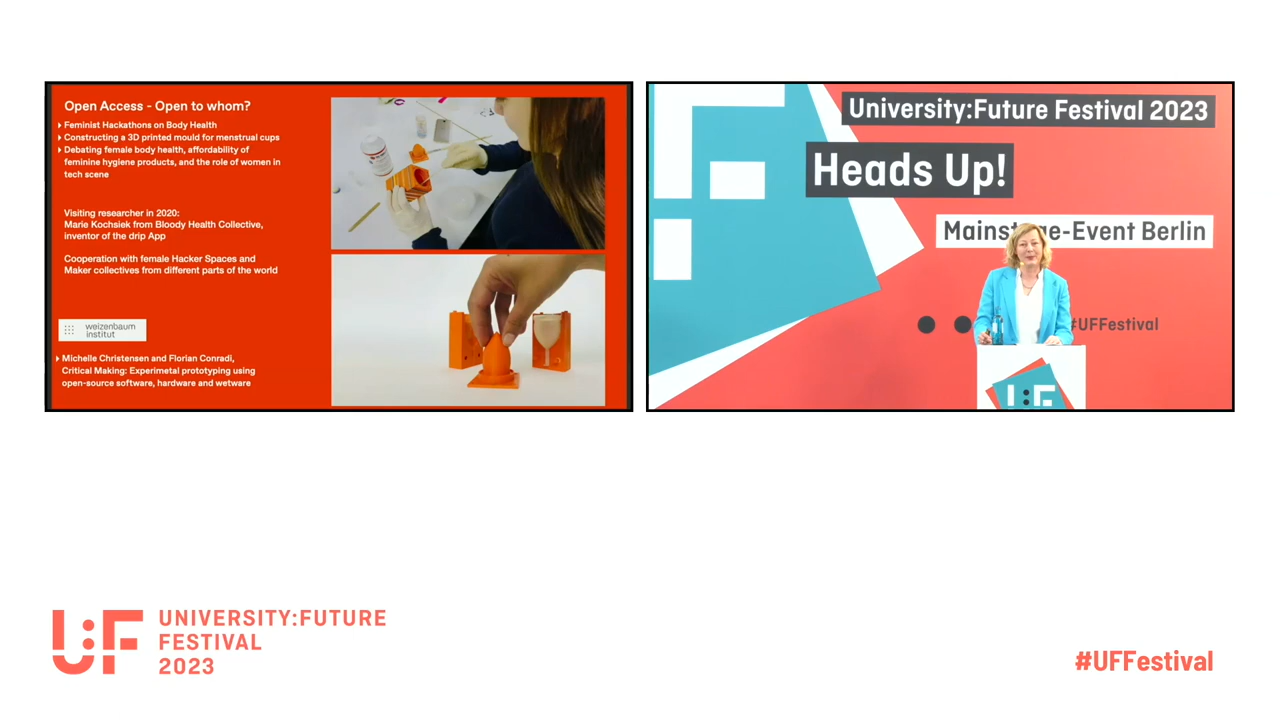 Open Access - Open to whom?
Feminist Hackathons on Body Health
Constructing a 3D printed mould for menstrual cups
Debating female body health, affordability of
feminine hygiene products, and the role of women in
tech scene
Visiting researcher in 2020:
Marie Kochsiek from Bloody Health Collective,
inventor of the drip App
Cooperation with female Hacker Spaces and
Maker collectives from different parts of the world
weizenbaum
institut
Michelle Christensen and Florian Conradi,
Critical Making: Experimetal prototyping using
open-source software, hardware and wetware
University:Future Festival 2023
Heads Up!
Mainst e-Event Berlin
#UFFestival
U:F
U:F
UNIVERSITY:FUTURE
FESTIVAL
2023
#UFFestival